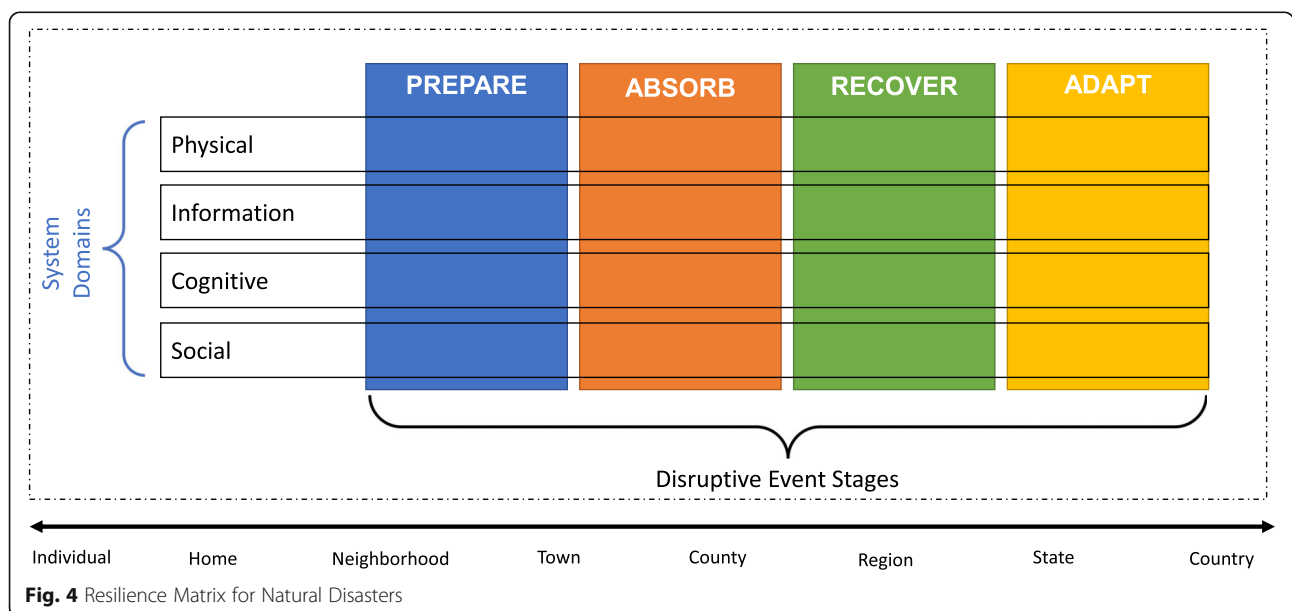 PREPARE ABSORB RECOVER ADAPT
Physical
Information
Cognitive
Social
System
Domains
Disruptive Event Stages
Individual Home Neighborhood Town County Region State Country
Fig. 4 Resilience Matrix for Natural Disasters